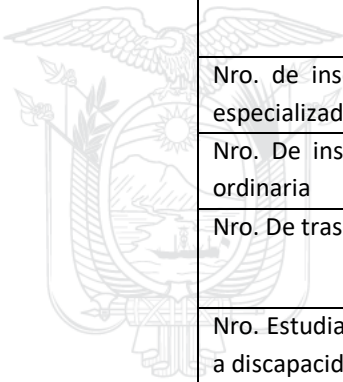 Nro. de ins
especializad
Nro. De ins
ordinaria
Nro. De tras
Nro. Estudia
a discapacid